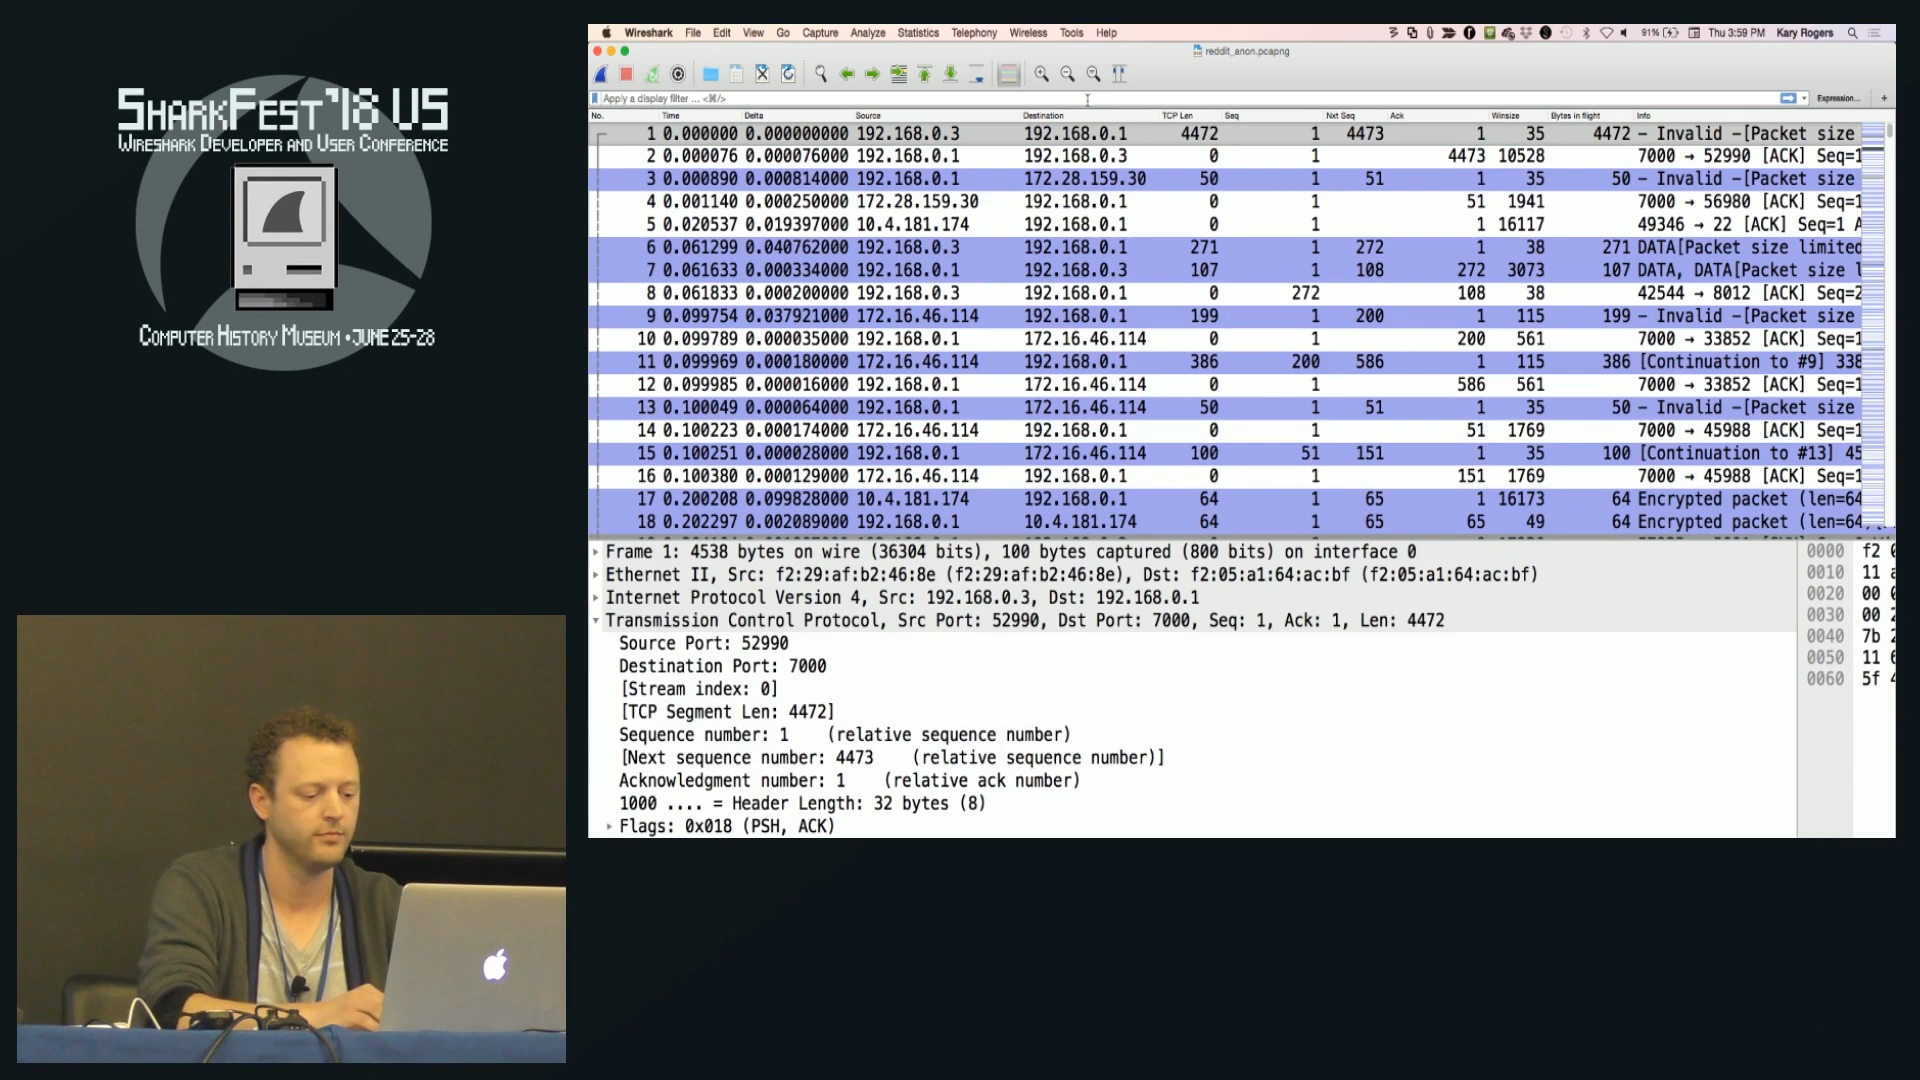 SharkFest '18 US
Wireshark Developer and User Conference
Computer History Museum • June 25-28
Wireshark File Edit View Go Capture Analyze Statistics Telephony Wireless Tools Help 91% Thu 3:59 PM Kary Rogers
reddit_anon.pcapng
Apply a display filter ... <⌘/> Expression... +
No. Time Delta Source Destination TCP Len Seq Nxt Seq Ack Winsize Bytes in flight Info
1 0.000000 0.000000000 192.168.0.3 192.168.0.1 4472 1 4473 1 35 4472 – Invalid –[Packet size
2 0.000076 0.000076000 192.168.0.1 192.168.0.3 0 1 4473 10528 7000 → 52990 [ACK] Seq=1
3 0.000890 0.000814000 192.168.0.1 172.28.159.30 50 1 51 1 35 50 – Invalid –[Packet size
4 0.001140 0.000250000 172.28.159.30 192.168.0.1 0 1 51 1941 7000 → 56980 [ACK] Seq=1
5 0.020537 0.019397000 10.4.181.174 192.168.0.1 0 1 1 16117 49346 → 22 [ACK] Seq=1 A
6 0.061299 0.040762000 192.168.0.3 192.168.0.1 271 1 272 1 38 271 DATA[Packet size limited
7 0.061633 0.000334000 192.168.0.1 192.168.0.3 107 1 108 272 3073 107 DATA, DATA[Packet size l
8 0.061833 0.000200000 192.168.0.3 192.168.0.1 0 272 108 38 42544 → 8012 [ACK] Seq=2
9 0.099754 0.037921000 172.16.46.114 192.168.0.1 199 1 200 1 115 199 – Invalid –[Packet size
10 0.099789 0.000035000 192.168.0.1 172.16.46.114 0 1 200 561 7000 → 33852 [ACK] Seq=1
11 0.099969 0.000180000 172.16.46.114 192.168.0.1 386 200 586 1 115 386 [Continuation to #9] 338
12 0.099985 0.000016000 192.168.0.1 172.16.46.114 0 1 586 561 7000 → 33852 [ACK] Seq=1
13 0.100049 0.000064000 192.168.0.1 172.16.46.114 50 1 51 1 35 50 – Invalid –[Packet size
14 0.100223 0.000174000 172.16.46.114 192.168.0.1 0 1 51 1769 7000 → 45988 [ACK] Seq=1
15 0.100251 0.000028000 192.168.0.1 172.16.46.114 100 51 151 1 35 100 [Continuation to #13] 45
16 0.100380 0.000129000 172.16.46.114 192.168.0.1 0 1 151 1769 7000 → 45988 [ACK] Seq=1
17 0.200208 0.099828000 10.4.181.174 192.168.0.1 64 1 65 1 16173 64 Encrypted packet (len=64
18 0.202297 0.002089000 192.168.0.1 10.4.181.174 64 1 65 65 49 64 Encrypted packet (len=64
Frame 1: 4538 bytes on wire (36304 bits), 100 bytes captured (800 bits) on interface 0
Ethernet II, Src: f2:29:af:b2:46:8e (f2:29:af:b2:46:8e), Dst: f2:05:a1:64:ac:bf (f2:05:a1:64:ac:bf)
Internet Protocol Version 4, Src: 192.168.0.3, Dst: 192.168.0.1
Transmission Control Protocol, Src Port: 52990, Dst Port: 7000, Seq: 1, Ack: 1, Len: 4472
Source Port: 52990
Destination Port: 7000
[Stream index: 0]
[TCP Segment Len: 4472]
Sequence number: 1 (relative sequence number)
[Next sequence number: 4473 (relative sequence number)]
Acknowledgment number: 1 (relative ack number)
1000 .... = Header Length: 32 bytes (8)
Flags: 0x018 (PSH, ACK)
0000 f2
0010 11
0020 00
0030 00
0040 7b
0050 11
0060 5f